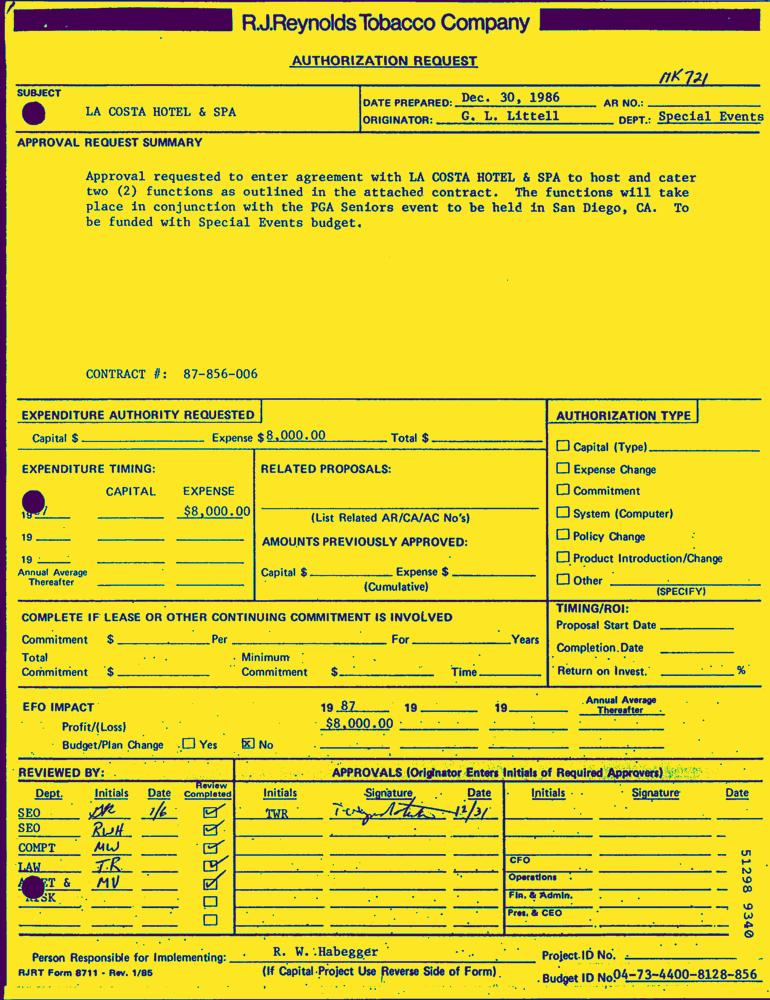 R.J.Reynolds Tobacco Company
AUTHORIZATION REQUEST
MK 721
SUBJECT
LA COSTA HOTEL & SPA
DATE PREPARED: Dec. 30, 1986 AR NO.:
ORIGINATOR: G. L. Littell DEPT.: Special Events
APPROVAL REQUEST SUMMARY
Approval requested to enter agreement with LA COSTA HOTEL & SPA to host and cater
two (2) functions as outlined in the attached contract. The functions will take
place in conjunction with the PGA Seniors event to be held in San Diego, CA. To
be funded with Special Events budget.
CONTRACT #: 87-856-006
EXPENDITURE AUTHORITY REQUESTED
Capital $ Expense $ 8,000.00 Total $
AUTHORIZATION TYPE
Capital (Type)
Expense Change
Commitment
System (Computer)
Policy Change
Product Introduction/Change
Other
(SPECIFY)
EXPENDITURE TIMING:
CAPITAL EXPENSE
19 $8,000.00
19
19
Annual Average
Thereafter
RELATED PROPOSALS:
(List Related AR/CA/AC No's)
AMOUNTS PREVIOUSLY APPROVED:
Capital $ Expense $
(Cumulative)
COMPLETE IF LEASE OR OTHER CONTINUING COMMITMENT IS INVOLVED
Commitment $ Per For Years
Total Minimum
Commitment $ Commitment $ Time
TIMING/ROI:
Proposal Start Date
Completion Date
Return on Invest. %
EFO IMPACT 19 87 19 19 Annual Average
Thereafter
Profit/(Loss) $8,000.00
Budget/Plan Change Yes No
REVIEWED BY:
Dept. Initials Date Review
Completed
SEO 1/6
SEO RWH
COMPT MW
LAW J.R.
ET & MV
SK
APPROVALS (Originator Enters Initials of Required Approvers)
Initials Signature Date Initials Signature Date
TWR 12/31
CFO
Operations
Fin. & Admin.
Pres. & CEO
51298 9340
Person Responsible for Implementing: R. W. Habegger Project ID No.
RJRT Form 8711 - Rev. 1/85 (If Capital Project Use Reverse Side of Form). Budget ID No. 04-73-4400-8128-856